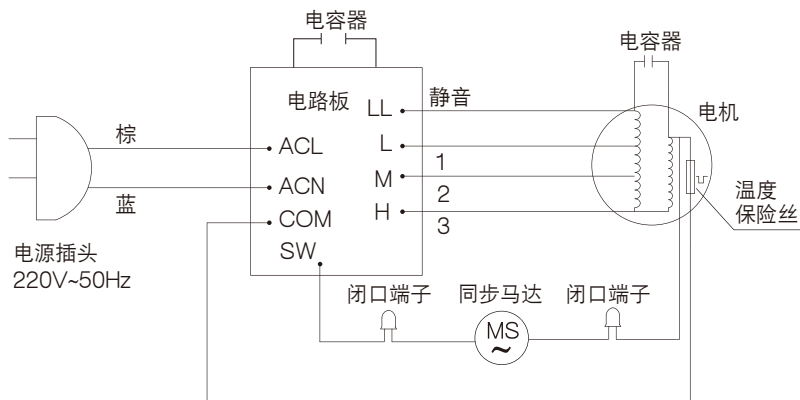 电容器
电容器
电路板
LL
静音
电机
棕
ACL
L
1
ACN
M
2
蓝
COM
H
3
温度
保险丝
SW
电源插头
220V~50Hz
闭口端子
同步马达
闭口端子
MS
~